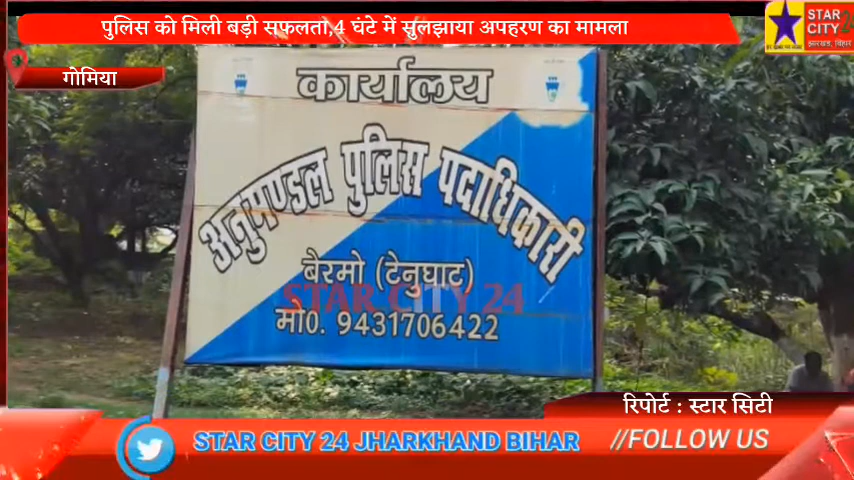 पुलिस को मिली बड़ी सफलता,4 घंटे में सुलझाया अपहरण का मामला
STAR
CITY 24
झारखंड, बिहार
गोमिया
कार्यालय
अनुमण्डल पुलिस पदाधिकारी
बेरमो (टेनुघाट)
STAR CITY 24
मो0. 9431706422
रिपोर्ट : स्टार सिटी
STAR CITY 24 JHARKHAND BIHAR
//FOLLOW US